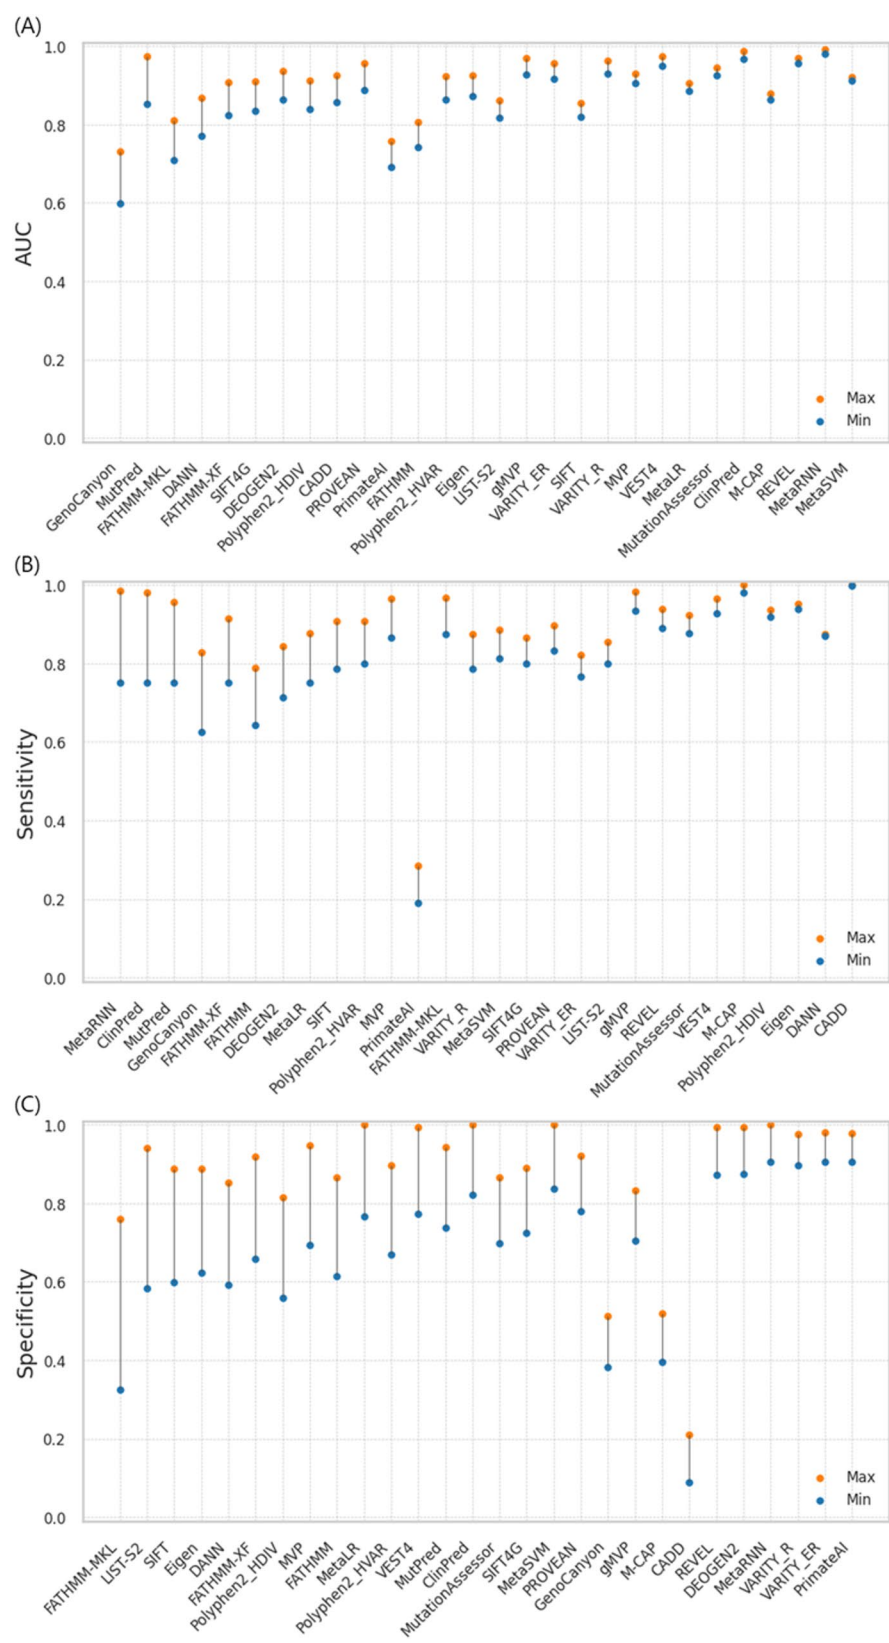 (A)
1.0
0.8
0.6
0.4
0.2
0.0
AUC
Max
Min
GenoCanyon
MutPred
FATHMM-MKL
DANN
FATHMM-XF
SIFT4G
DEOGEN2
Polyphen2_HDIV
CADD
PROVEAN
PrimateAI
FATHMM
Polyphen2_HVAR
Eigen
LIST-S2
gMVP
VARITY_ER
SIFT
VARITY_R
MVP
VEST4
MetaLR
MutationAssessor
ClinPred
M-CAP
REVEL
MetaRNN
MetaSVM
(B)
1.0
0.8
0.6
0.4
0.2
0.0
Sensitivity
Max
Min
MetaRNN
ClinPred
MutPred
GenoCanyon
FATHMM-XF
FATHMM
DEOGEN2
MetaLR
SIFT
Polyphen2_HVAR
MVP
PrimateAI
FATHMM-MKL
VARITY_R
MetaSVM
SIFT4G
PROVEAN
VARITY_ER
LIST-S2
gMVP
REVEL
MutationAssessor
VEST4
M-CAP
Polyphen2_HDIV
Eigen
DANN
CADD
(C)
1.0
0.8
0.6
0.4
0.2
0.0
Specificity
Max
Min
FATHMM-MKL
LIST-S2
SIFT
Eigen
DANN
FATHMM-XF
Polyphen2_HDIV
MVP
FATHMM
MetaLR
Polyphen2_HVAR
VEST4
MutPred
ClinPred
MutationAssessor
SIFT4G
MetaSVM
PROVEAN
GenoCanyon
gMVP
M-CAP
CADD
REVEL
DEOGEN2
MetaRNN
VARITY_R
VARITY_ER
PrimateAI